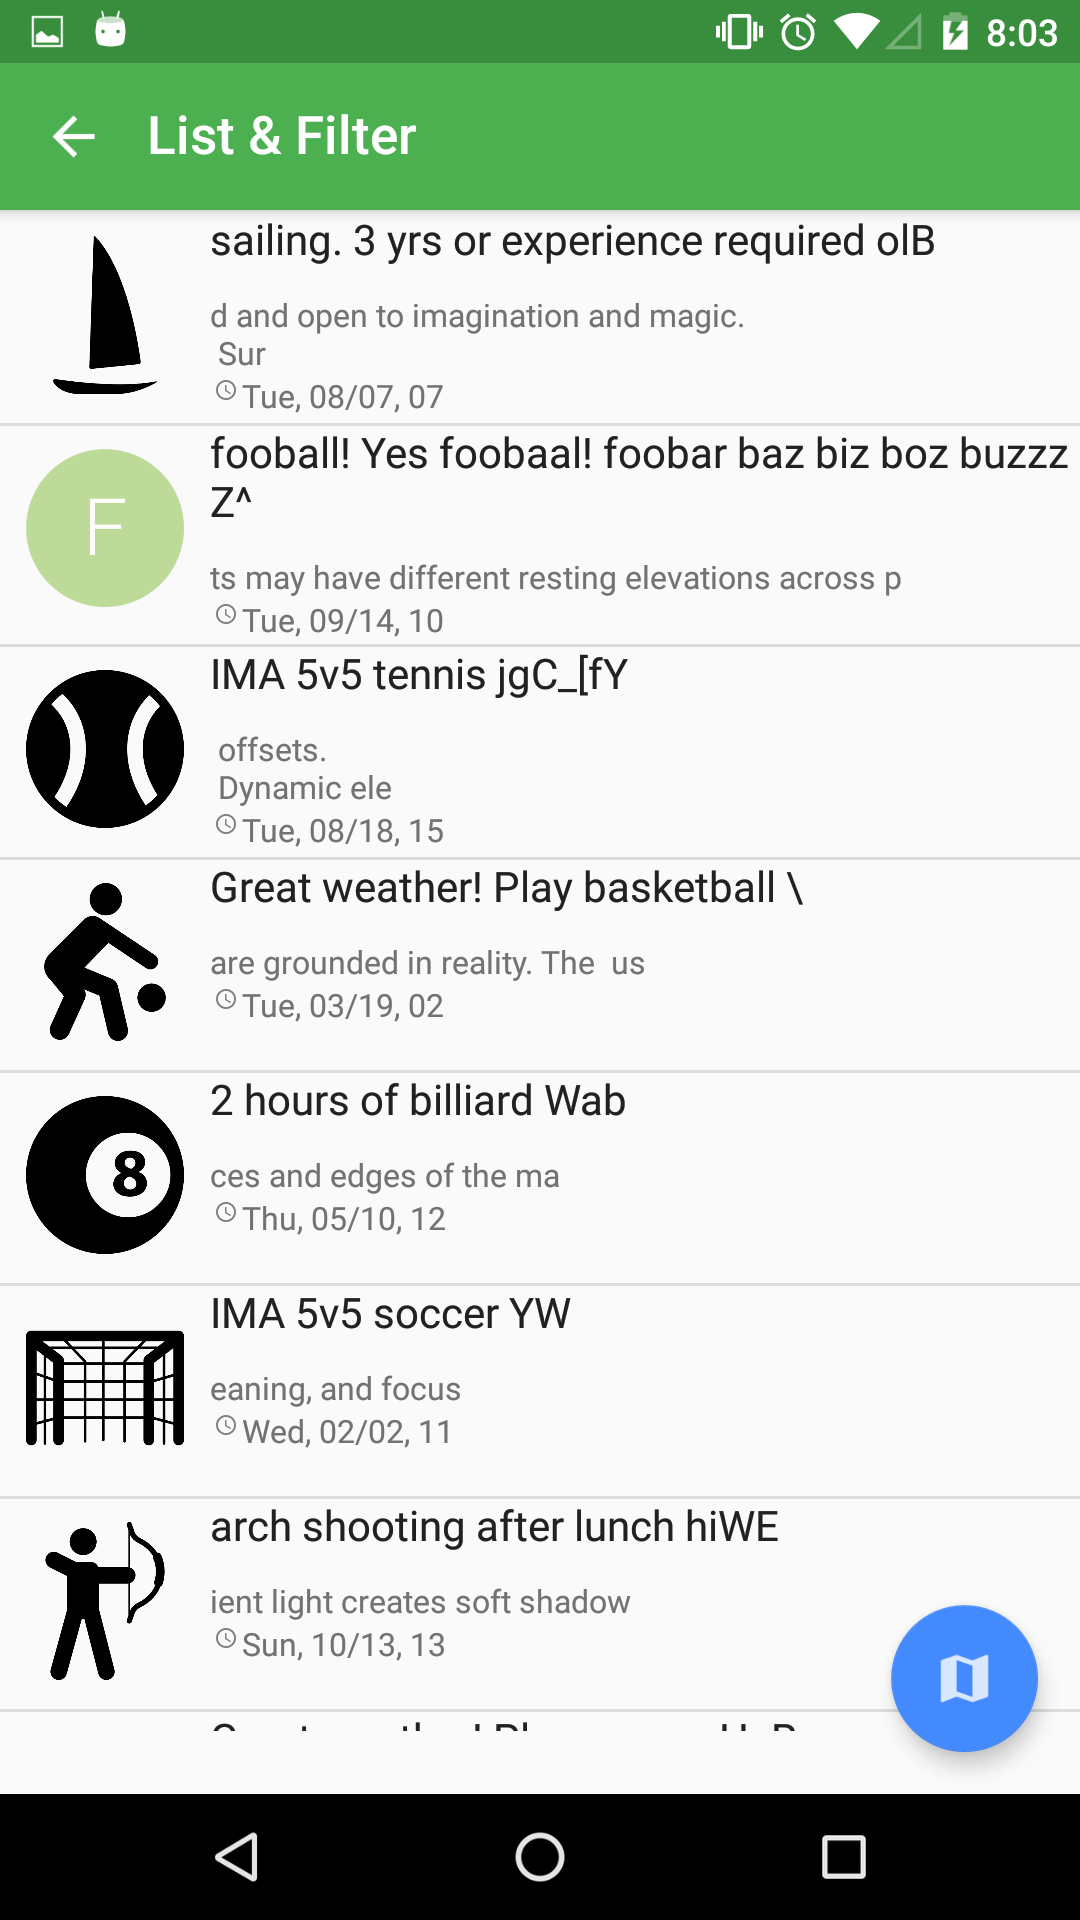 8:03
List & Filter
sailing. 3 yrs or experience required olB
d and open to imagination and magic.
Sur
Tue, 08/07, 07
fooball! Yes foobaal! foobar baz biz boz buzzz
Z^
F
ts may have different resting elevations across p
Tue, 09/14, 10
IMA 5v5 tennis jgC_[fY
offsets.
Dynamic ele
Tue, 08/18, 15
Great weather! Play basketball \
are grounded in reality. The  us
Tue, 03/19, 02
2 hours of billiard Wab
8
ces and edges of the ma
Thu, 05/10, 12
IMA 5v5 soccer YW
eaning, and focus
Wed, 02/02, 11
arch shooting after lunch hiWE
ient light creates soft shadow
Sun, 10/13, 13